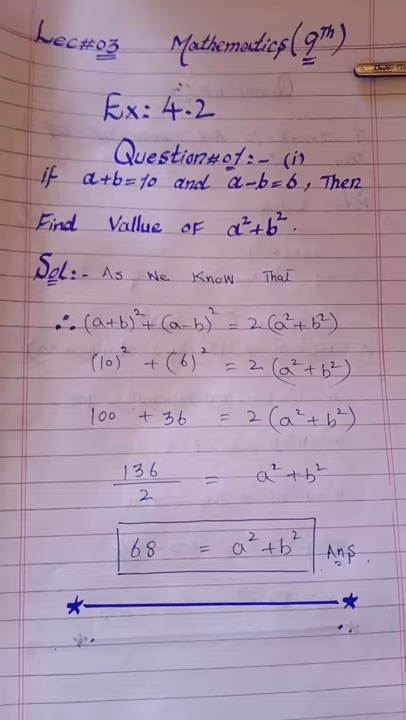 Lec#03 Mathematics (9th)
Ex: 4.2
Question#01:- (i)
if a+b=10 and a-b=6, Then
Find Vallue OF a²+b².
Sol:- As We Know That
∴ (a+b)²+(a-b)² = 2(a²+b²)
(10)² + (6)² = 2(a²+b²)
100 + 36 = 2(a²+b²)
136/2 = a²+b²
68 = a²+b² Ans.